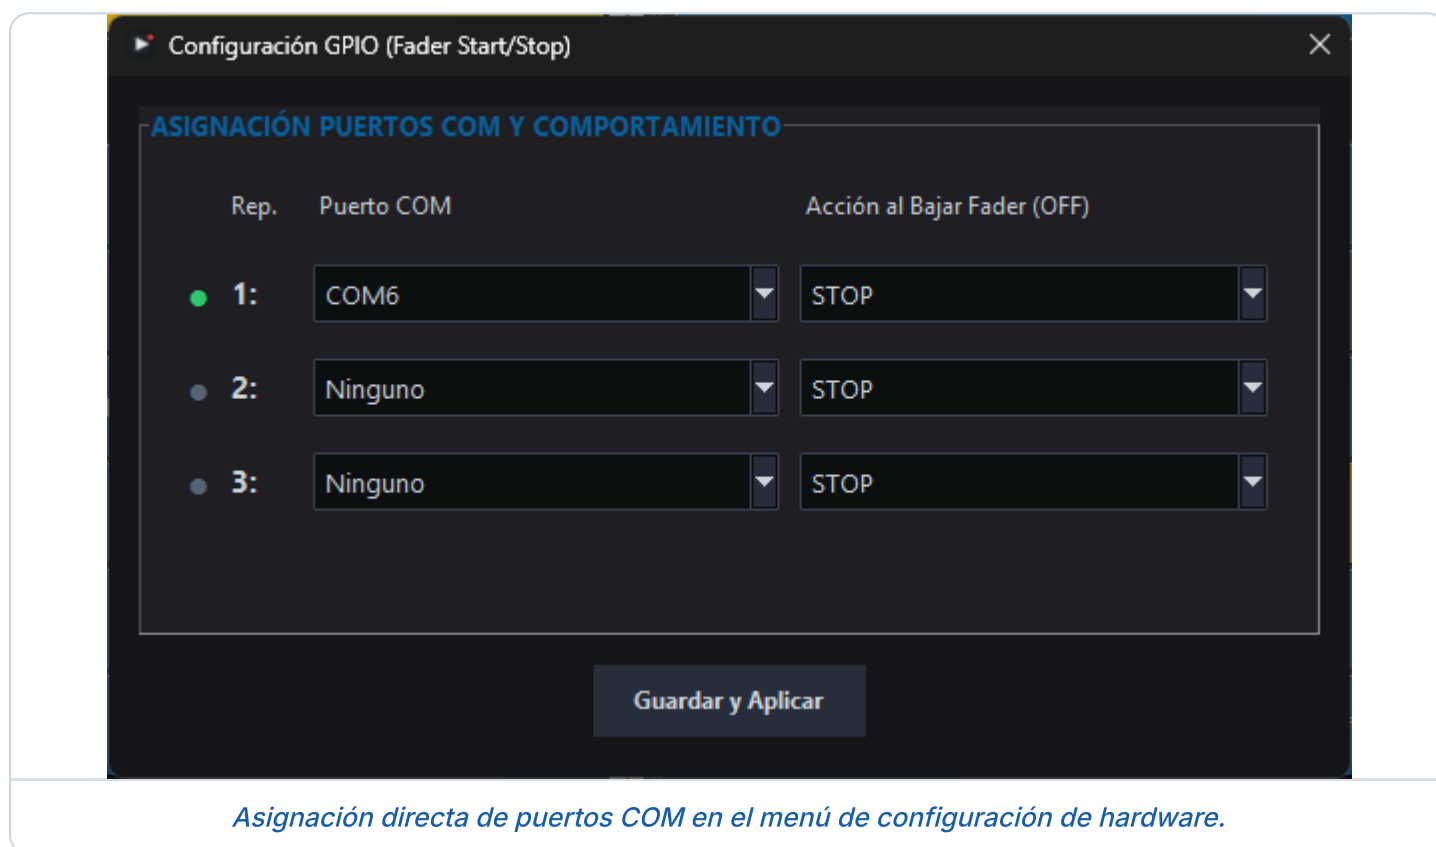 Configuración GPIO (Fader Start/Stop)
ASIGNACIÓN PUERTOS COM Y COMPORTAMIENTO
Rep. Puerto COM Acción al Bajar Fader (OFF)
1: COM6 STOP
2: Ninguno STOP
3: Ninguno STOP
Guardar y Aplicar
Asignación directa de puertos COM en el menú de configuración de hardware.